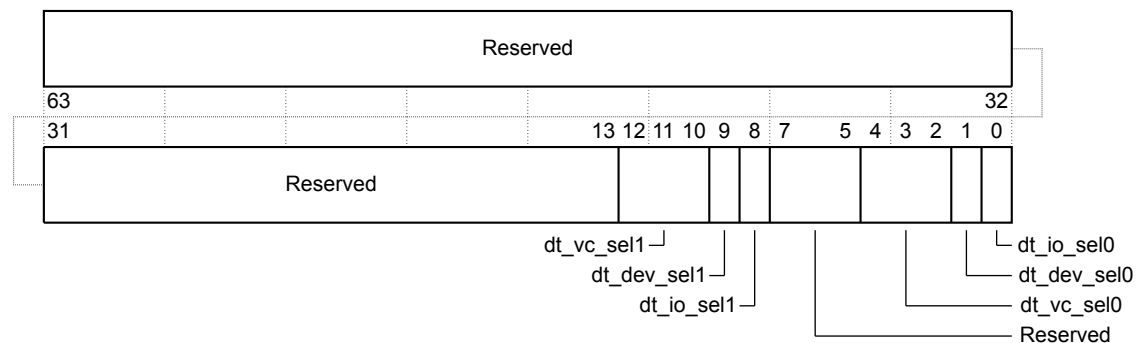 Reserved
63 32
31 13 12 11 10 9 8 7 5 4 3 2 1 0
Reserved
dt_vc_sel1 dt_io_sel0
dt_dev_sel1 dt_dev_sel0
dt_io_sel1 dt_vc_sel0
Reserved